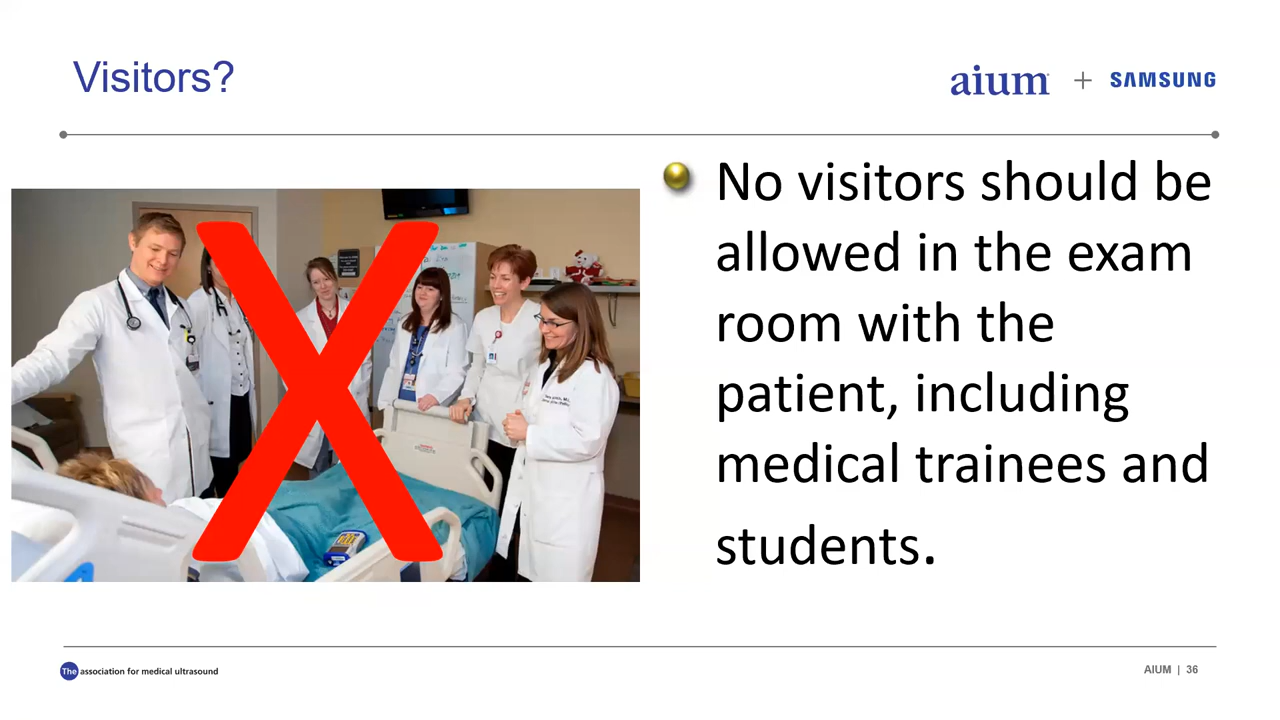 Visitors?
aium + SAMSUNG
No visitors should be
allowed in the exam
room with the
patient, including
medical trainees and
students.
The association for medical ultrasound
AIUM | 36